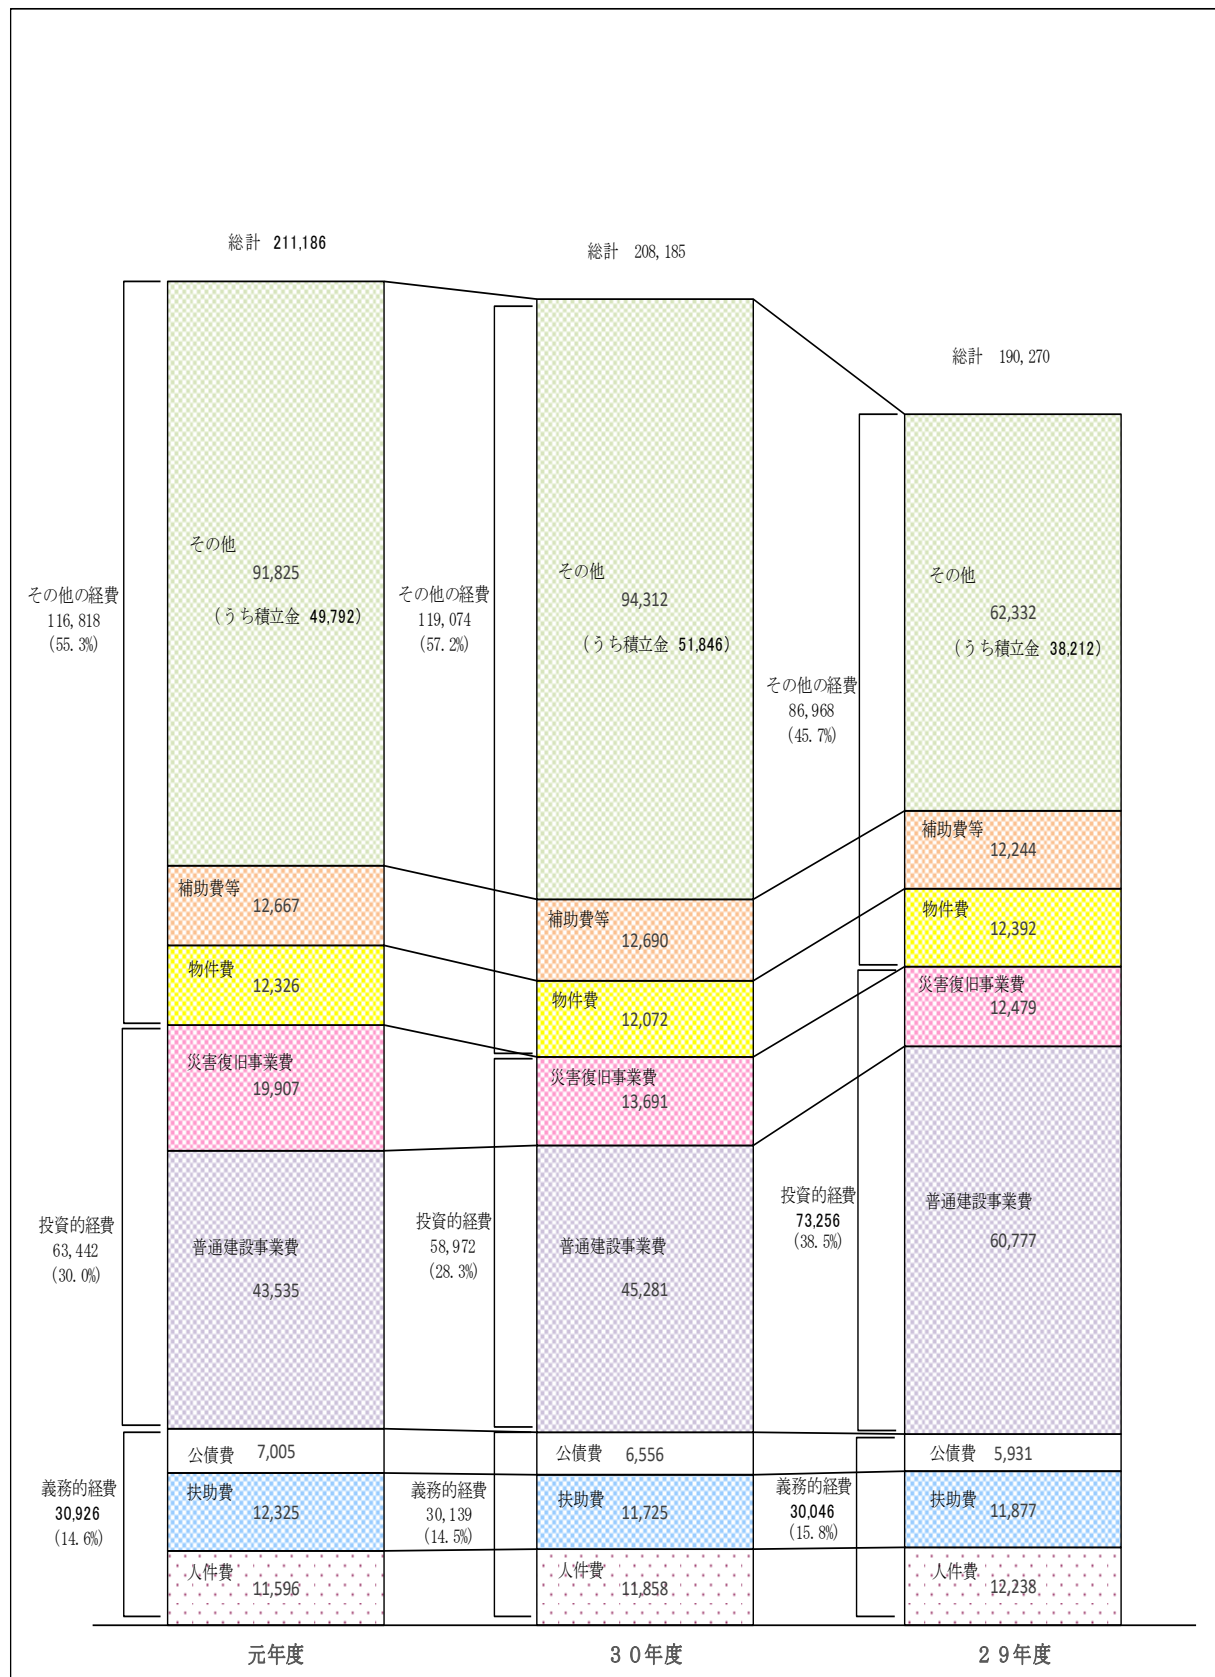 総計 211,186
その他
91,825
(うち積立金 49,792)
その他の経費
116,818
(55.3%)
補助費等
12,667
物件費
12,326
災害復旧事業費
19,907
普通建設事業費
43,535
投資的経費
63,442
(30.0%)
公債費 7,005
扶助費
12,325
人件費
11,596
義務的経費
30,926
(14.6%)
元年度
総計 208,185
その他
94,312
(うち積立金 51,846)
その他の経費
119,074
(57.2%)
補助費等
12,690
物件費
12,072
災害復旧事業費
13,691
普通建設事業費
45,281
投資的経費
58,972
(28.3%)
公債費 6,556
扶助費
11,725
人件費
11,858
義務的経費
30,139
(14.5%)
30年度
総計 190,270
その他
62,332
(うち積立金 38,212)
その他の経費
86,968
(45.7%)
補助費等
12,244
物件費
12,392
災害復旧事業費
12,479
普通建設事業費
60,777
投資的経費
73,256
(38.5%)
公債費 5,931
扶助費
11,877
人件費
12,238
義務的経費
30,046
(15.8%)
29年度